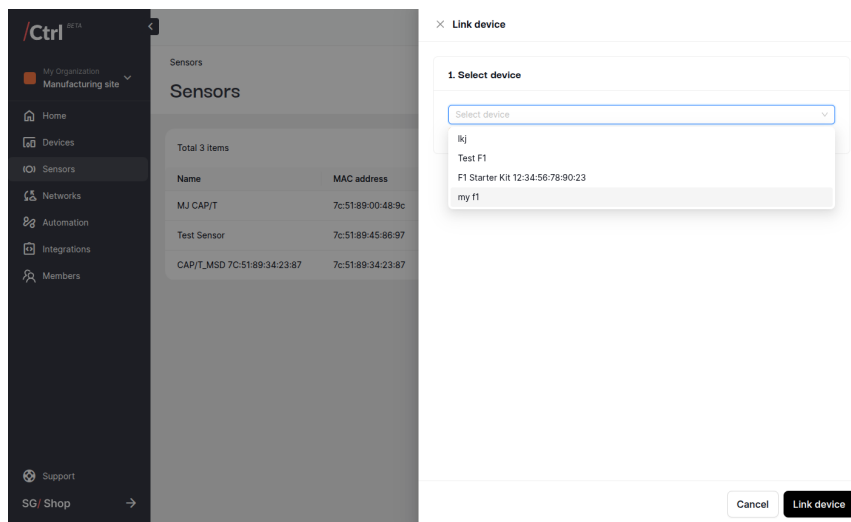 /Ctrl BETA
My Organization
Manufacturing site
Home
Devices
Sensors
Networks
Automation
Integrations
Members
Support
SG/ Shop
Sensors
Sensors
Total 3 items
Name MAC address
MJ CAP/T 7c:51:89:00:48:9c
Test Sensor 7c:51:89:45:86:97
CAP/T_MSD 7C:51:89:34:23:87 7c:51:89:34:23:87
Link device
1. Select device
Select device
lkj
Test F1
F1 Starter Kit 12:34:56:78:90:23
my f1
Cancel Link device